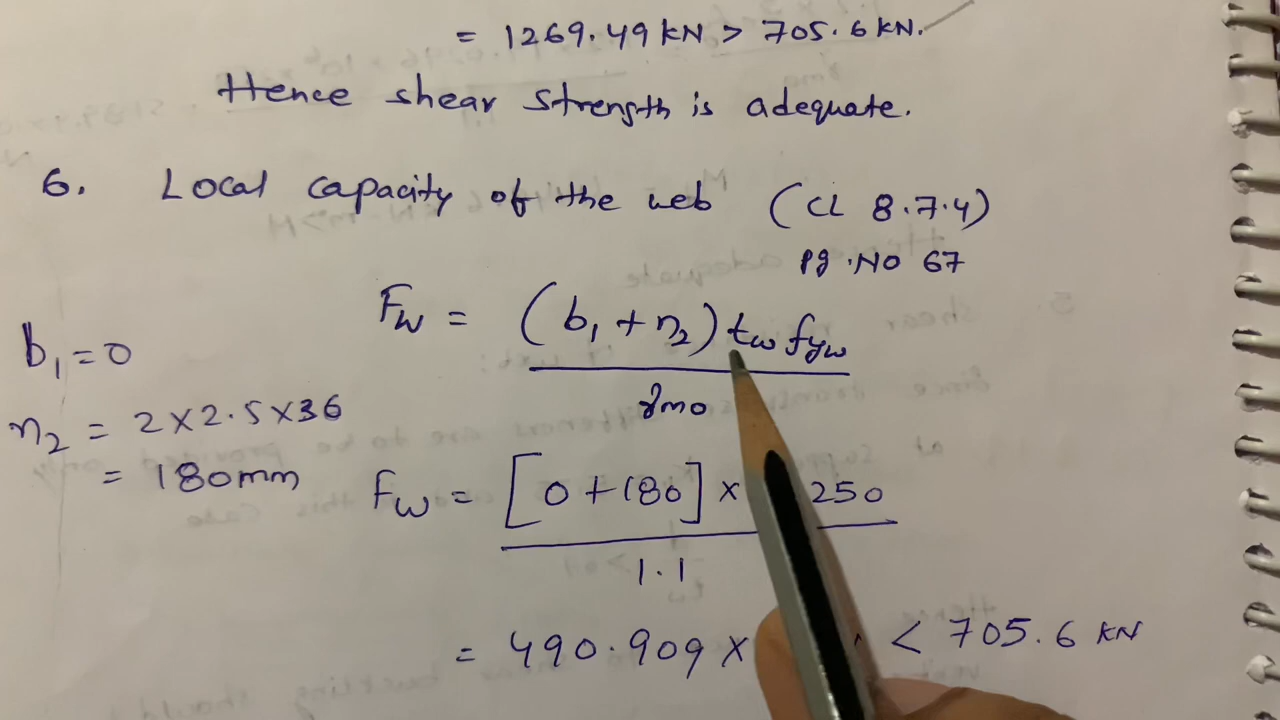 = 1269.49 KN > 705.6 KN.
Hence shear strength is adequate.
6. Local capacity of the web (Cl 8.7.4)
Pg.No 67
Fw = (b₁ + n₂) tw fyw
γmo
b₁ = 0
n₂ = 2 × 2.5 × 36
= 180mm
Fw = [0 + 180] × 250
1.1
= 490.909 × < 705.6 KN